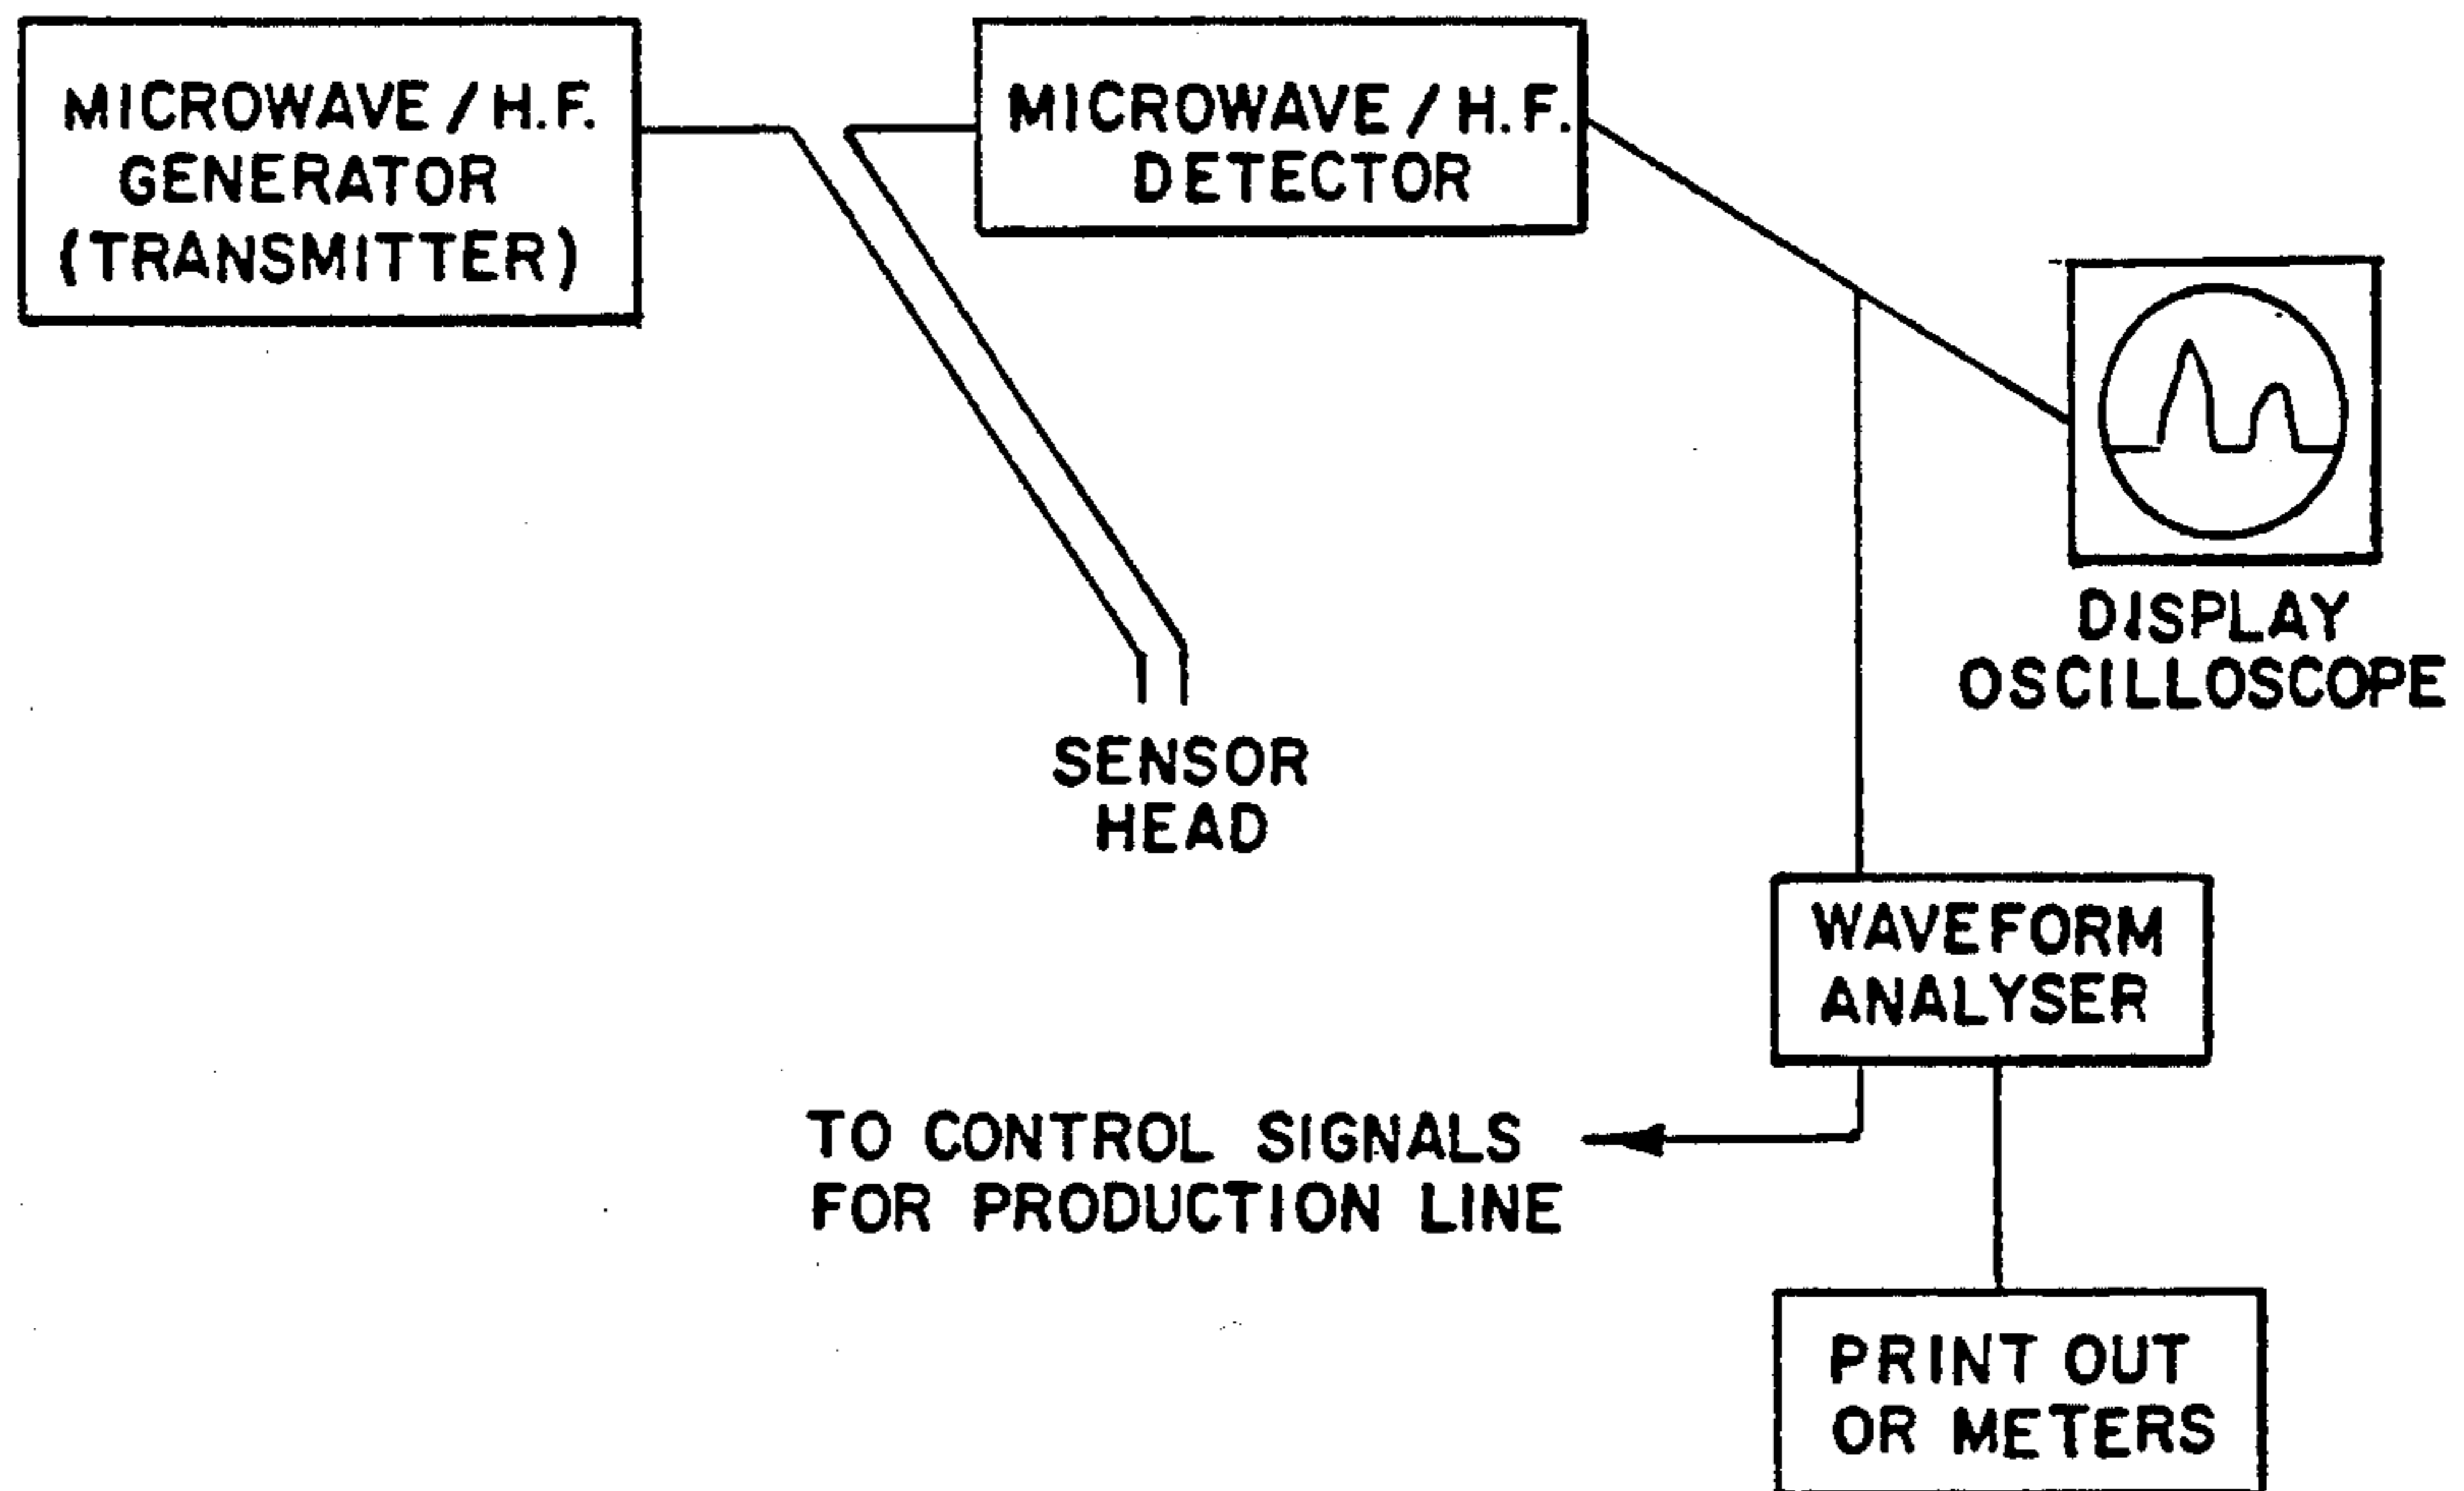 MICROWAVE / H.F.
GENERATOR
(TRANSMITTER)
MICROWAVE / H.F.
DETECTOR
DISPLAY
OSCILLOSCOPE
SENSOR
HEAD
WAVEFORM
ANALYSER
TO CONTROL SIGNALS
FOR PRODUCTION LINE
PRINT OUT
OR METERS